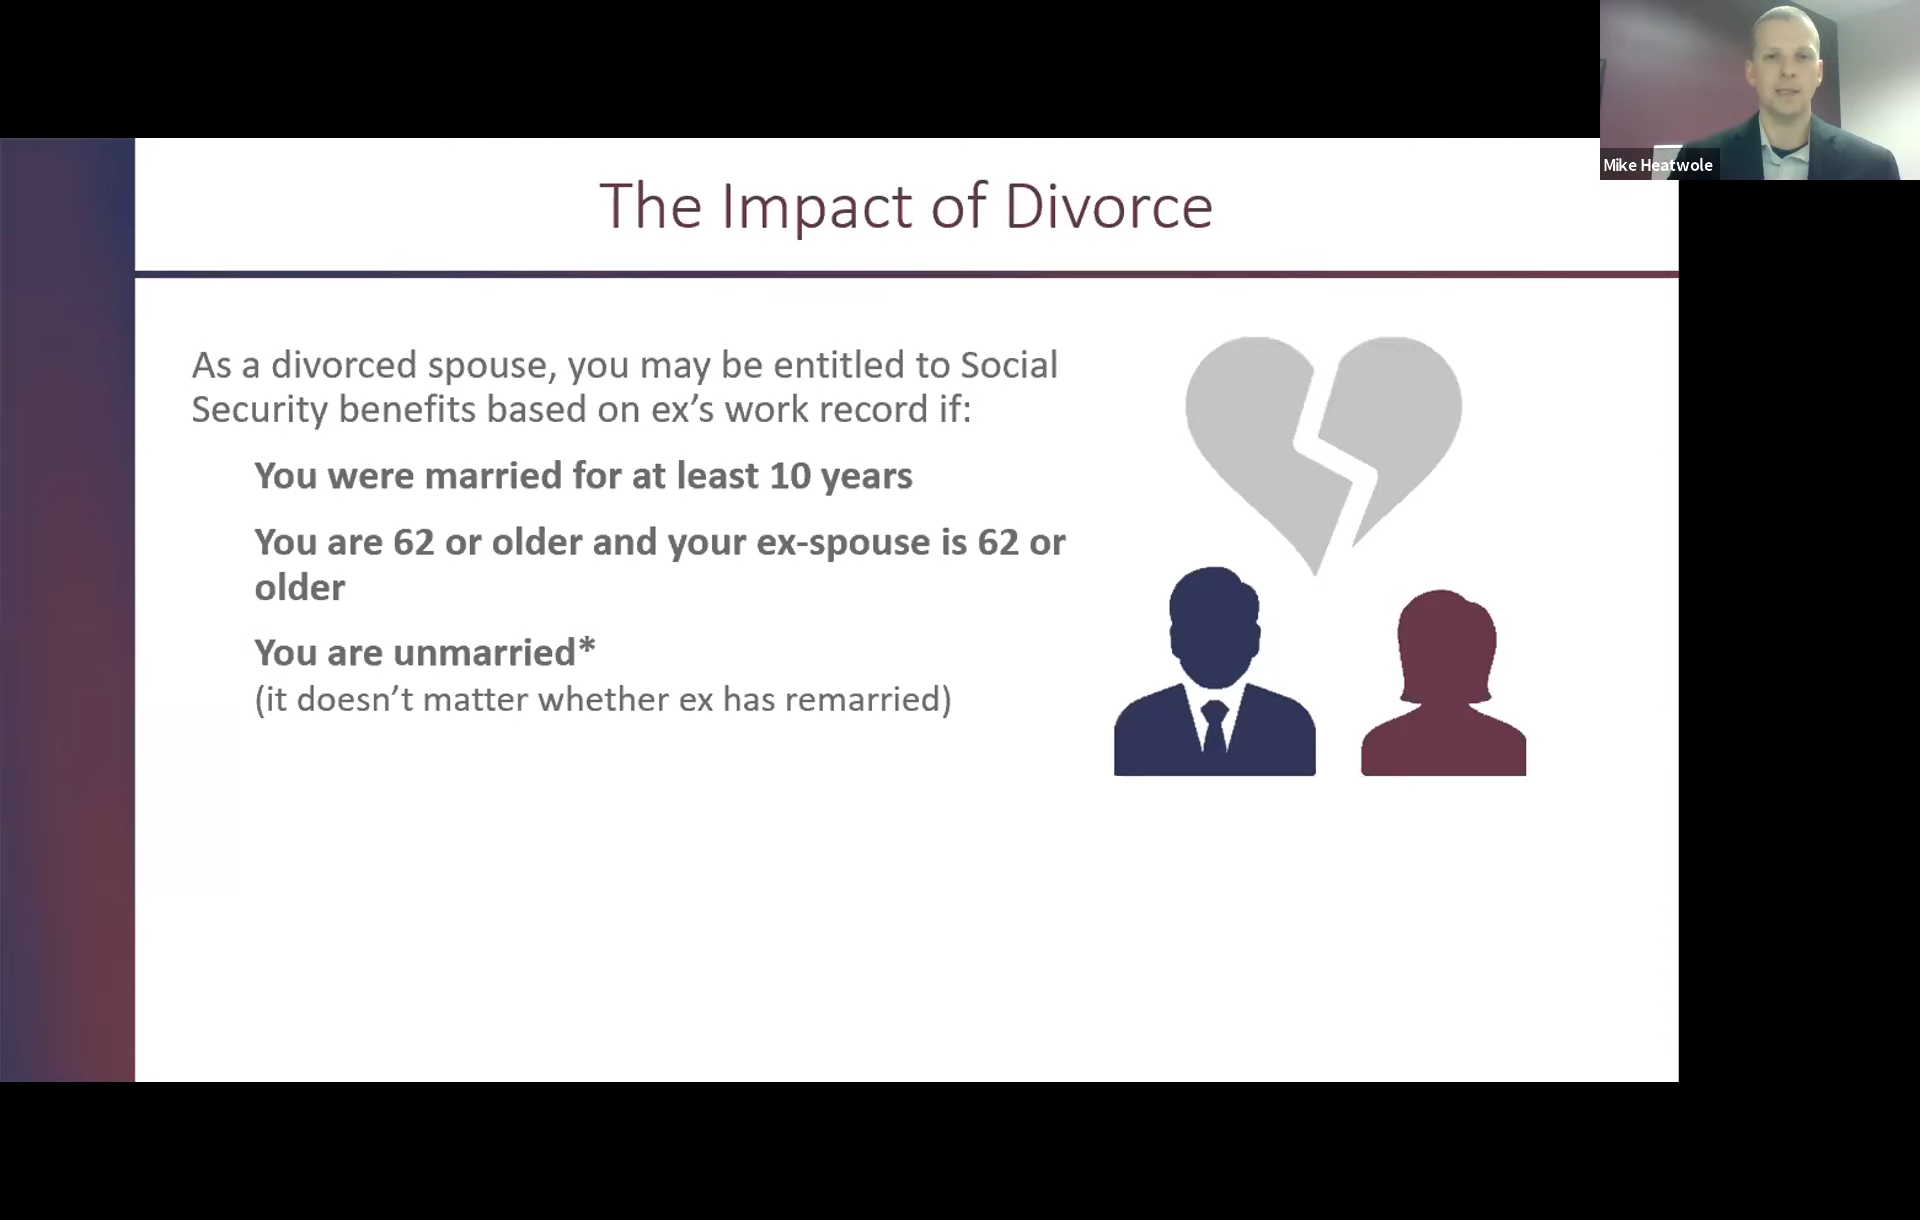 Mike Heatwole
The Impact of Divorce
As a divorced spouse, you may be entitled to Social
Security benefits based on ex’s work record if:
You were married for at least 10 years
You are 62 or older and your ex-spouse is 62 or
older
You are unmarried*
(it doesn’t matter whether ex has remarried)